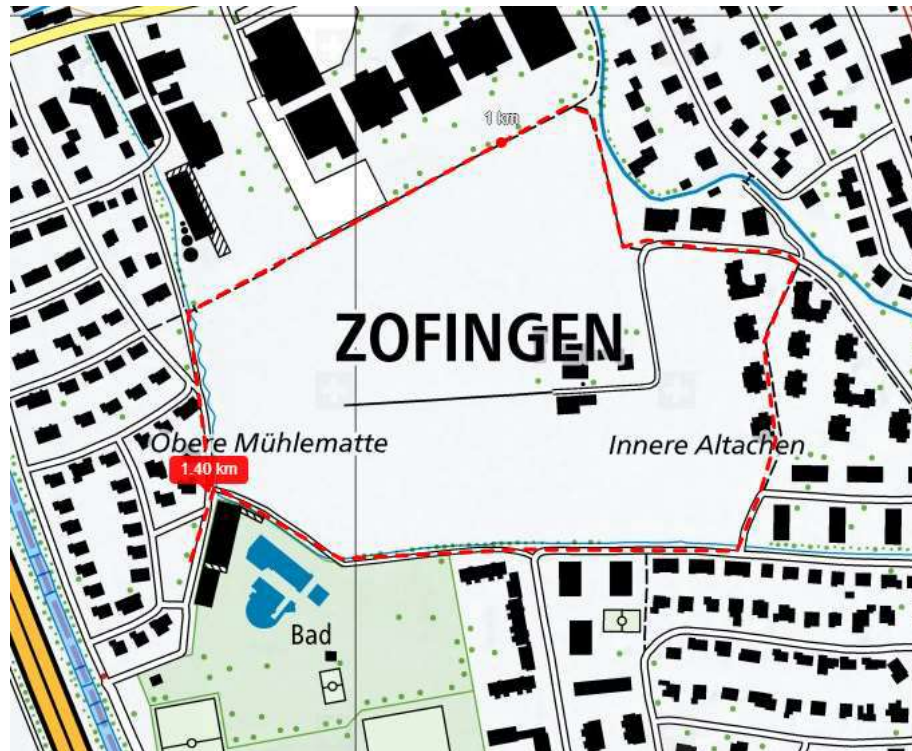 1 km
ZOFINGEN
Obere Mühlematte
Innere Altachen
1.40 km
Bad